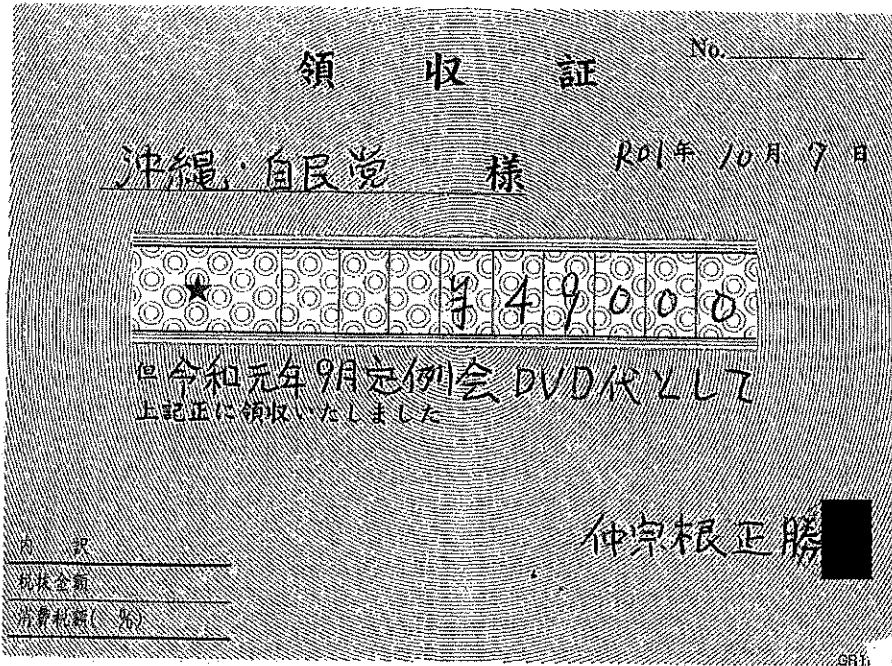 領収証
No.
沖縄・自民党 様
R01年 10月 7日
★ ¥49000
但 令和元年9月定例会 DVD代として
上記正に領収いたしました
仲宗根正勝
内訳
税抜金額
消費税額( %)